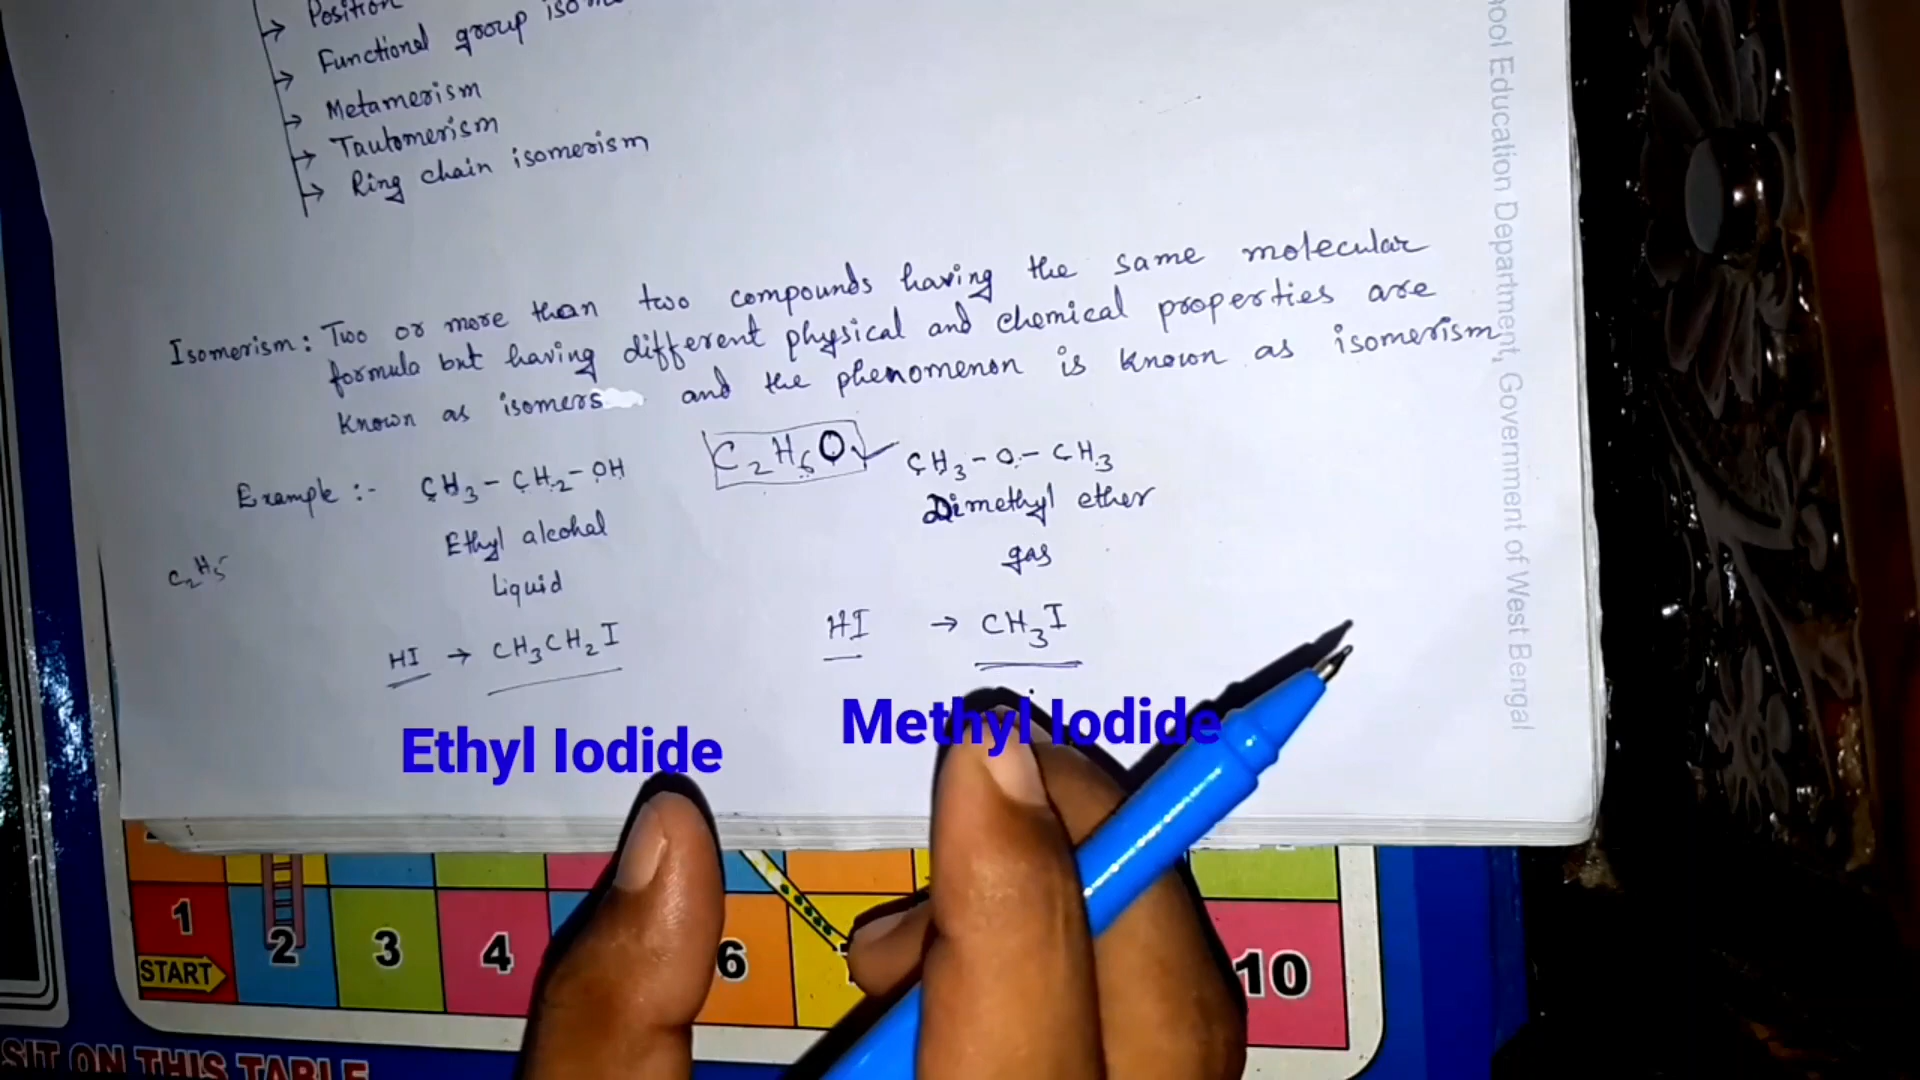 Position
Functional group iso
Metamerism
Tautomerism
Ring chain isomerism
Isomerism: Two or more than two compounds having the same molecular
formula but having different physical and chemical properties are
known as isomers and the phenomenon is known as isomerism
C2H6O
Example :- CH3-CH2-OH
CH3-O-CH3
Ethyl alcohal
Dimethyl ether
Liquid
gas
C2H5
HI → CH3CH2I
HI → CH3I
Ethyl Iodide
Methyl Iodide
ool Education Department, Government of West Bengal
1
START
2
3
4
6
10
SIT ON THIS TABLE